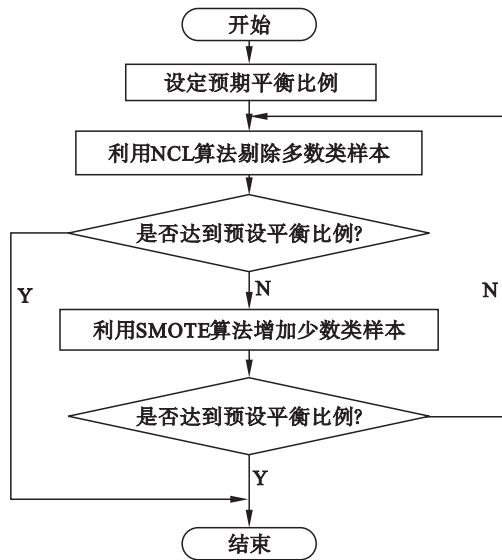 开始
设定预期平衡比例
利用NCL算法剔除多数类样本
是否达到预设平衡比例?
Y
N
N
利用SMOTE算法增加少数类样本
是否达到预设平衡比例?
Y
结束